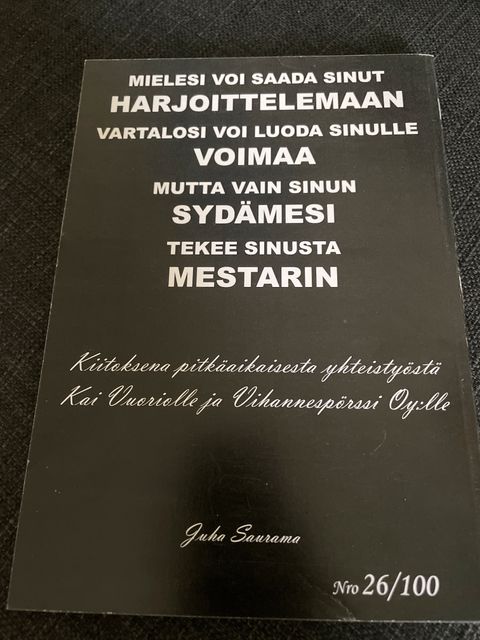 MIELESI VOI SAADA SINUT
HARJOITTELEMAAN
VARTALOSI VOI LUODA SINULLE
VOIMAA
MUTTA VAIN SINUN
SYDÄMESI
TEKEE SINUSTA
MESTARIN
Kiitoksena pitkäaikaisesta yhteistyöstä
Kai Vuoriolle ja Vihannespörssi Oy:lle
Juha Saurama
Nro 26/100